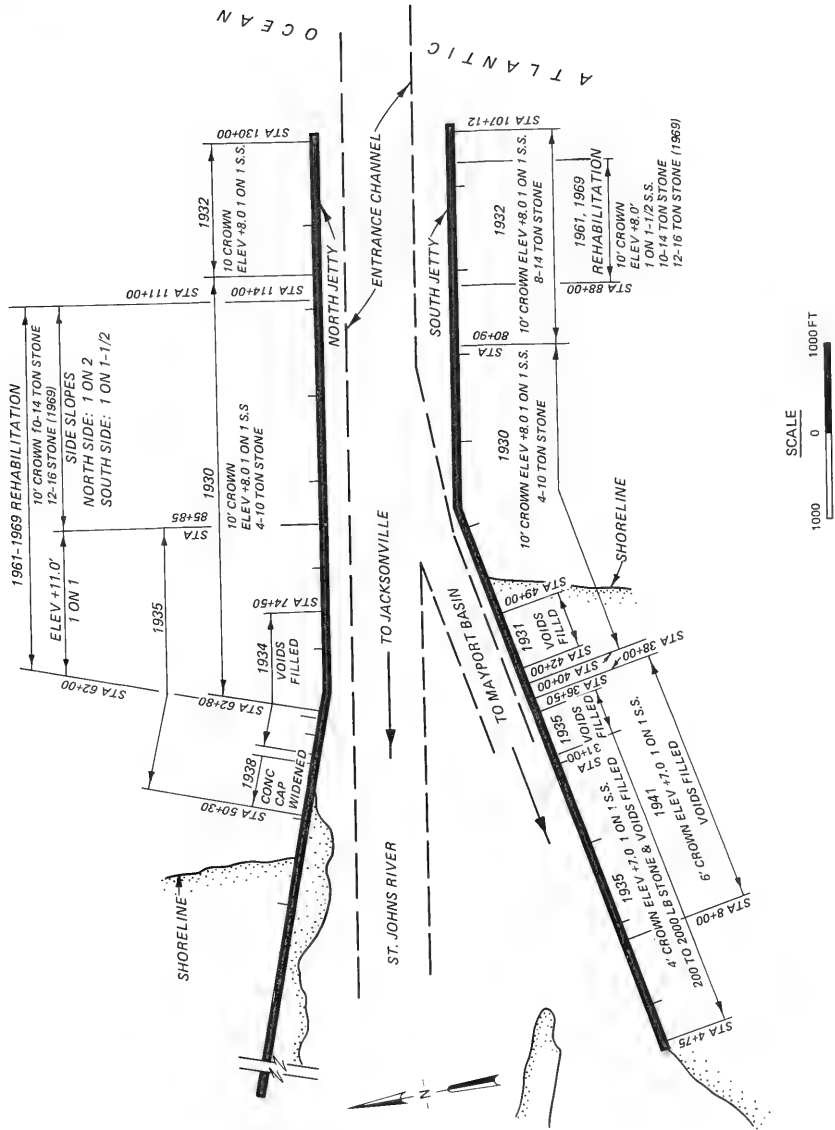 ATLANTIC
OCEAN
1961-1969 REHABILITATION
10' CROWN 10-14 TON STONE
12-16 STONE (1969)
ELEV +11.0'
1 ON 1
SIDE SLOPES
NORTH SIDE: 1 ON 2
SOUTH SIDE: 1 ON 1-1/2
STA 62+00
STA
85+85
STA 111+00
STA 114+00
STA 130+00
1935
1930
10' CROWN
ELEV +8.0 1 ON 1 S.S
4-10 TON STONE
1932
10' CROWN
ELEV +8.0 1 ON 1 S.S.
STA 50+30
STA 62+80
STA 74+50
1938
CONC
CAP
WIDENED
1934
VOIDS
FILLED
NORTH JETTY
SHORELINE
ENTRANCE CHANNEL
TO JACKSONVILLE
ST. JOHNS RIVER
TO MAYPORT BASIN
SOUTH JETTY
SHORELINE
STA 4+75
STA 8+00
STA
31+00
STA 36+50
STA 38+00
STA 40+00
STA 42+00
STA 49+00
STA
80+90
STA 88+00
STA 107+12
1935
4' CROWN ELEV +7.0 1 ON 1 S.S.
200 TO 2000 LB STONE & VOIDS FILLED
1941
6' CROWN ELEV +7.0 1 ON 1 S.S.
VOIDS FILLED
1935
VOIDS
FILLED
1931
VOIDS
FILLED
1930
10' CROWN ELEV +8.0 1 ON 1 S.S.
4-10 TON STONE
1932
10' CROWN ELEV +8.0 1 ON 1 S.S.
8-14 TON STONE
1961, 1969
REHABILITATION
10' CROWN
ELEV +8.0'
1 ON 1-1/2 S.S.
10-14 TON STONE
12-16 TON STONE (1969)
N
SCALE
1000 0 1000 FT